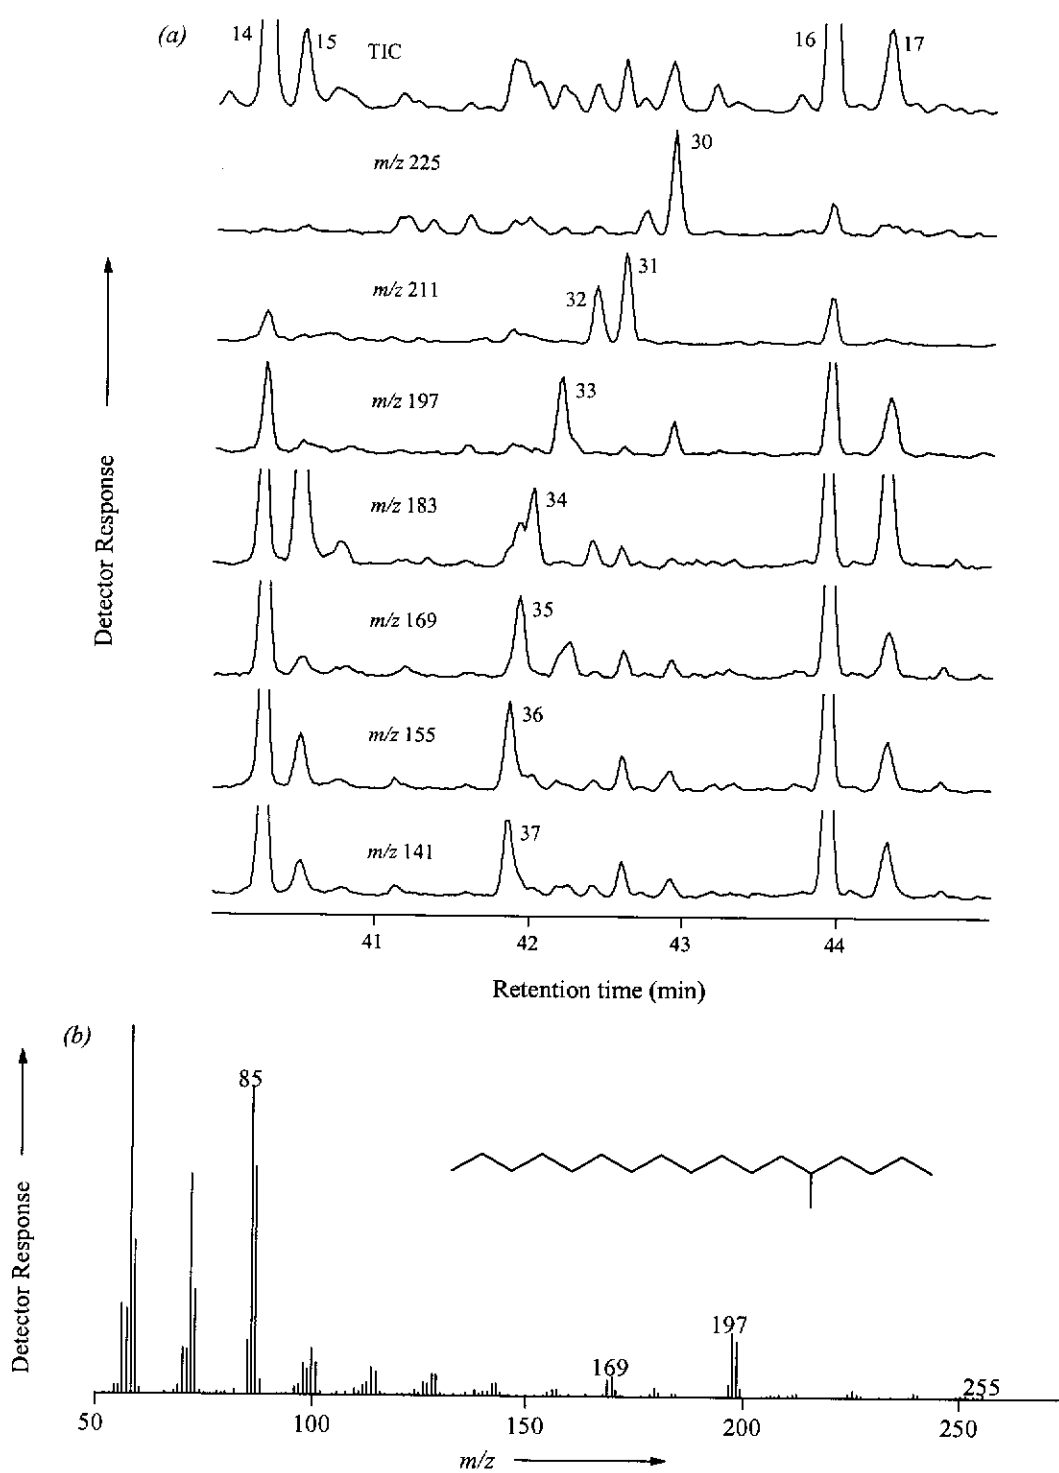 (a)
14
15
TIC
16
17
m/z 225
30
m/z 211
32
31
m/z 197
33
m/z 183
34
m/z 169
35
m/z 155
36
m/z 141
37
Detector Response
41 42 43 44
Retention time (min)
(b)
85
197
169
255
Detector Response
50 100 150 200 250
m/z